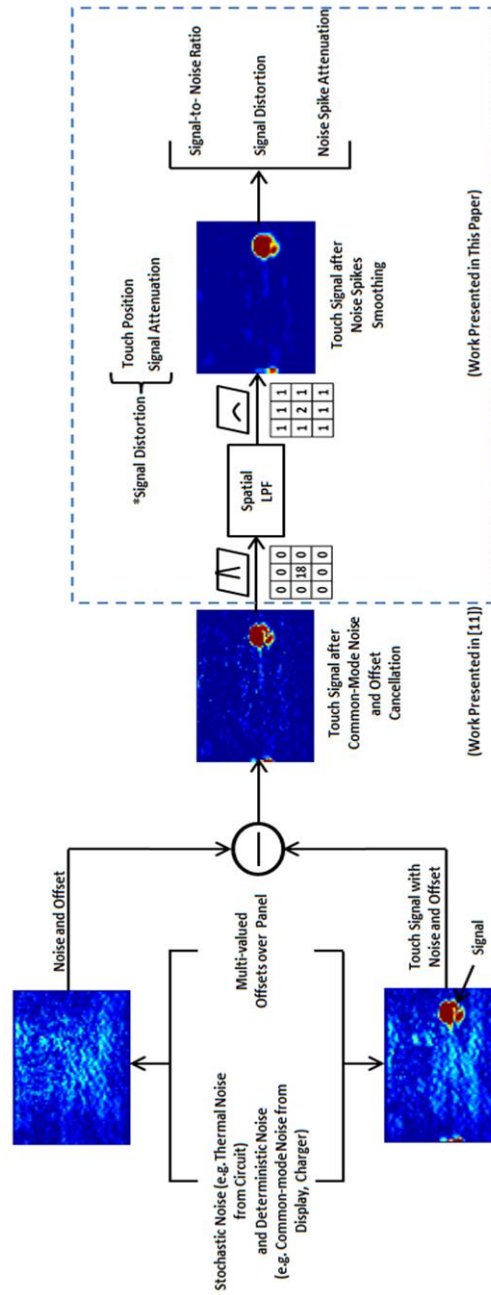 Noise and Offset
Stochastic Noise (e.g. Thermal Noise
from Circuit)
and Deterministic Noise
(e.g. Common-mode Noise from
Display, Charger)
Multi-valued
Offsets over Panel
Touch Signal with
Noise and Offset
Signal
Touch Signal after
Common-Mode Noise
and Offset
Cancellation
(Work Presented in [11])
0 0 0
0 18 0
0 0 0
Spatial
LPF
1 1 1
1 2 1
1 1 1
*Signal Distortion
Touch Position
Signal Attenuation
Touch Signal after
Noise Spikes
Smoothing
Signal-to- Noise Ratio
Signal Distortion
Noise Spike Attenuation
(Work Presented in This Paper)